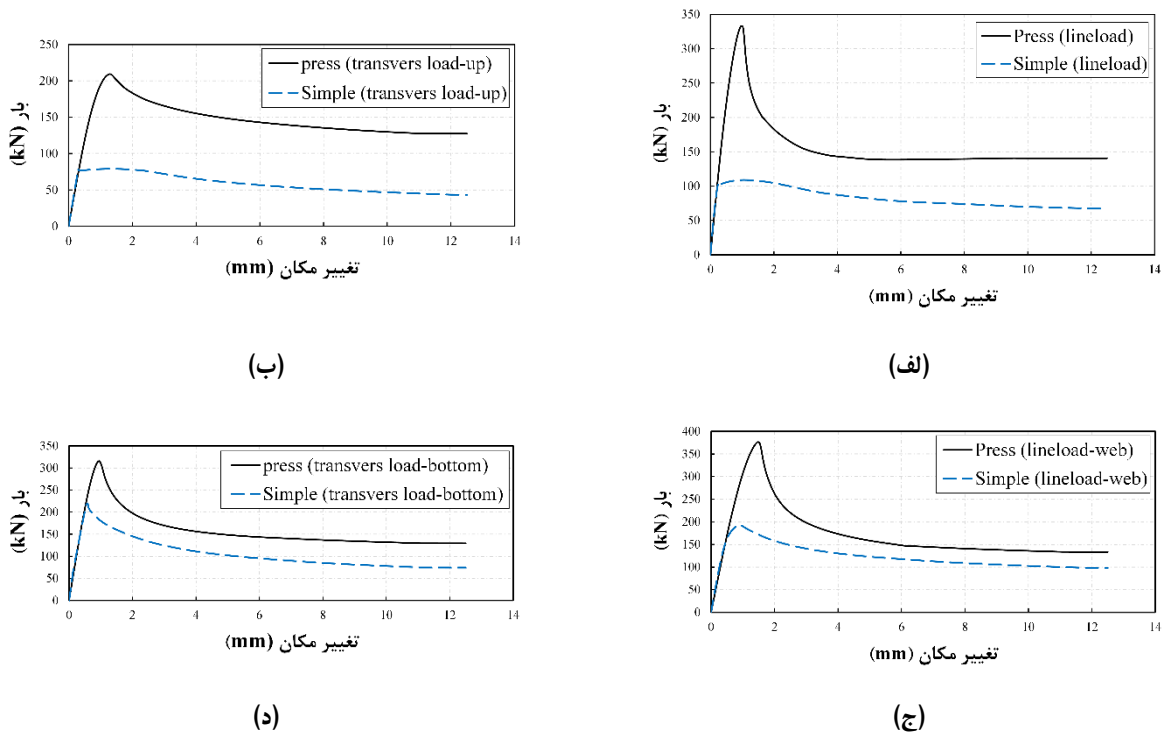 350
300
250
200
150
100
50
0
بار (kN)
Press (lineload)
Simple (lineload)
0 2 4 6 8 10 12 14
تغییر مکان (mm)
(لف)
250
200
150
100
50
0
بار (kN)
press (transvers load-up)
Simple (transvers load-up)
0 2 4 6 8 10 12 14
تغییر مکان (mm)
(ب)
400
350
300
250
200
150
100
50
0
بار (kN)
Press (lineload-web)
Simple (lineload-web)
0 2 4 6 8 10 12 14
تغییر مکان (mm)
(ج)
350
300
250
200
150
100
50
0
بار (kN)
press (transvers load-bottom)
Simple (transvers load-bottom)
0 2 4 6 8 10 12 14
تغییر مکان (mm)
(د)